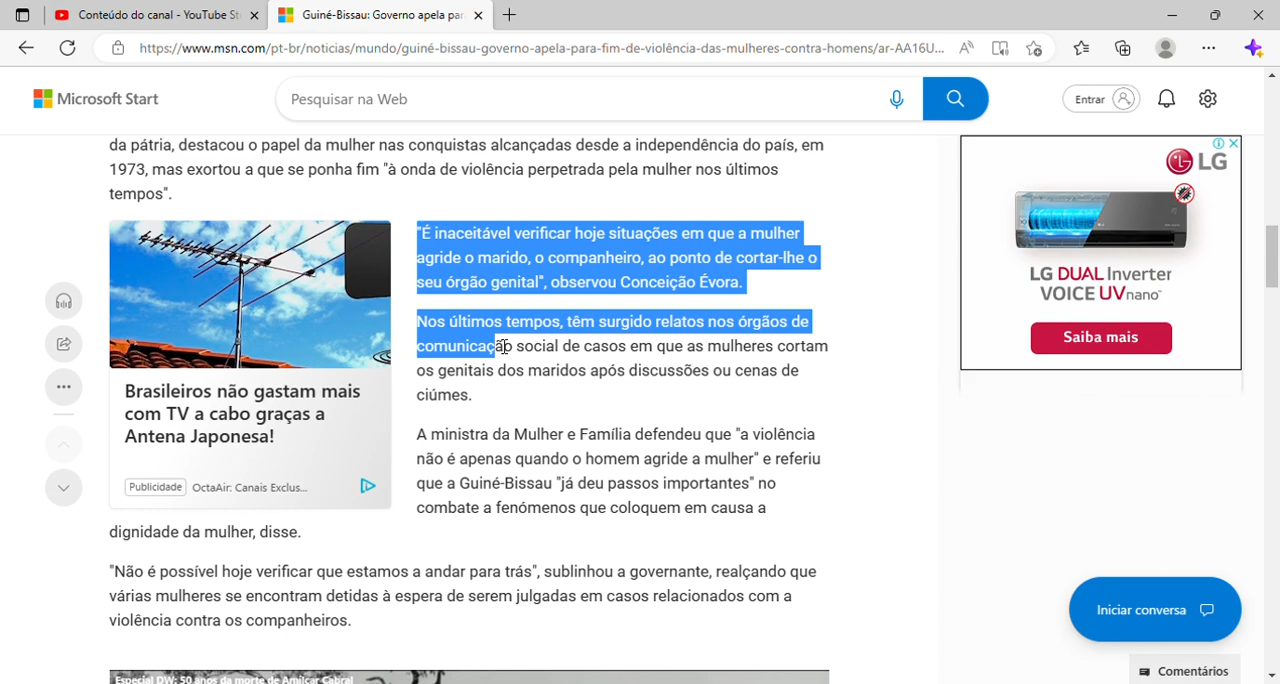 Conteúdo do canal - YouTube St
Guiné-Bissau: Governo apela par
https://www.msn.com/pt-br/noticias/mundo/guiné-bissau-governo-apela-para-fim-de-violência-das-mulheres-contra-homens/ar-AA16U...
Microsoft Start
Pesquisar na Web
Entrar
da pátria, destacou o papel da mulher nas conquistas alcançadas desde a independência do país, em
1973, mas exortou a que se ponha fim "à onda de violência perpetrada pela mulher nos últimos
tempos".
"É inaceitável verificar hoje situações em que a mulher
agride o marido, o companheiro, ao ponto de cortar-lhe o
seu órgão genital", observou Conceição Évora.
Nos últimos tempos, têm surgido relatos nos órgãos de
comunicação social de casos em que as mulheres cortam
os genitais dos maridos após discussões ou cenas de
ciúmes.
A ministra da Mulher e Família defendeu que "a violência
não é apenas quando o homem agride a mulher" e referiu
que a Guiné-Bissau "já deu passos importantes" no
combate a fenómenos que coloquem em causa a
dignidade da mulher, disse.
"Não é possível hoje verificar que estamos a andar para trás", sublinhou a governante, realçando que
várias mulheres se encontram detidas à espera de serem julgadas em casos relacionados com a
violência contra os companheiros.
Brasileiros não gastam mais
com TV a cabo graças a
Antena Japonesa!
Publicidade OctaAir: Canais Exclus...
Especial DW: 50 anos da morte de Amílcar Cabral
LG
LG DUAL Inverter
VOICE UVnano™
Saiba mais
Iniciar conversa
Comentários